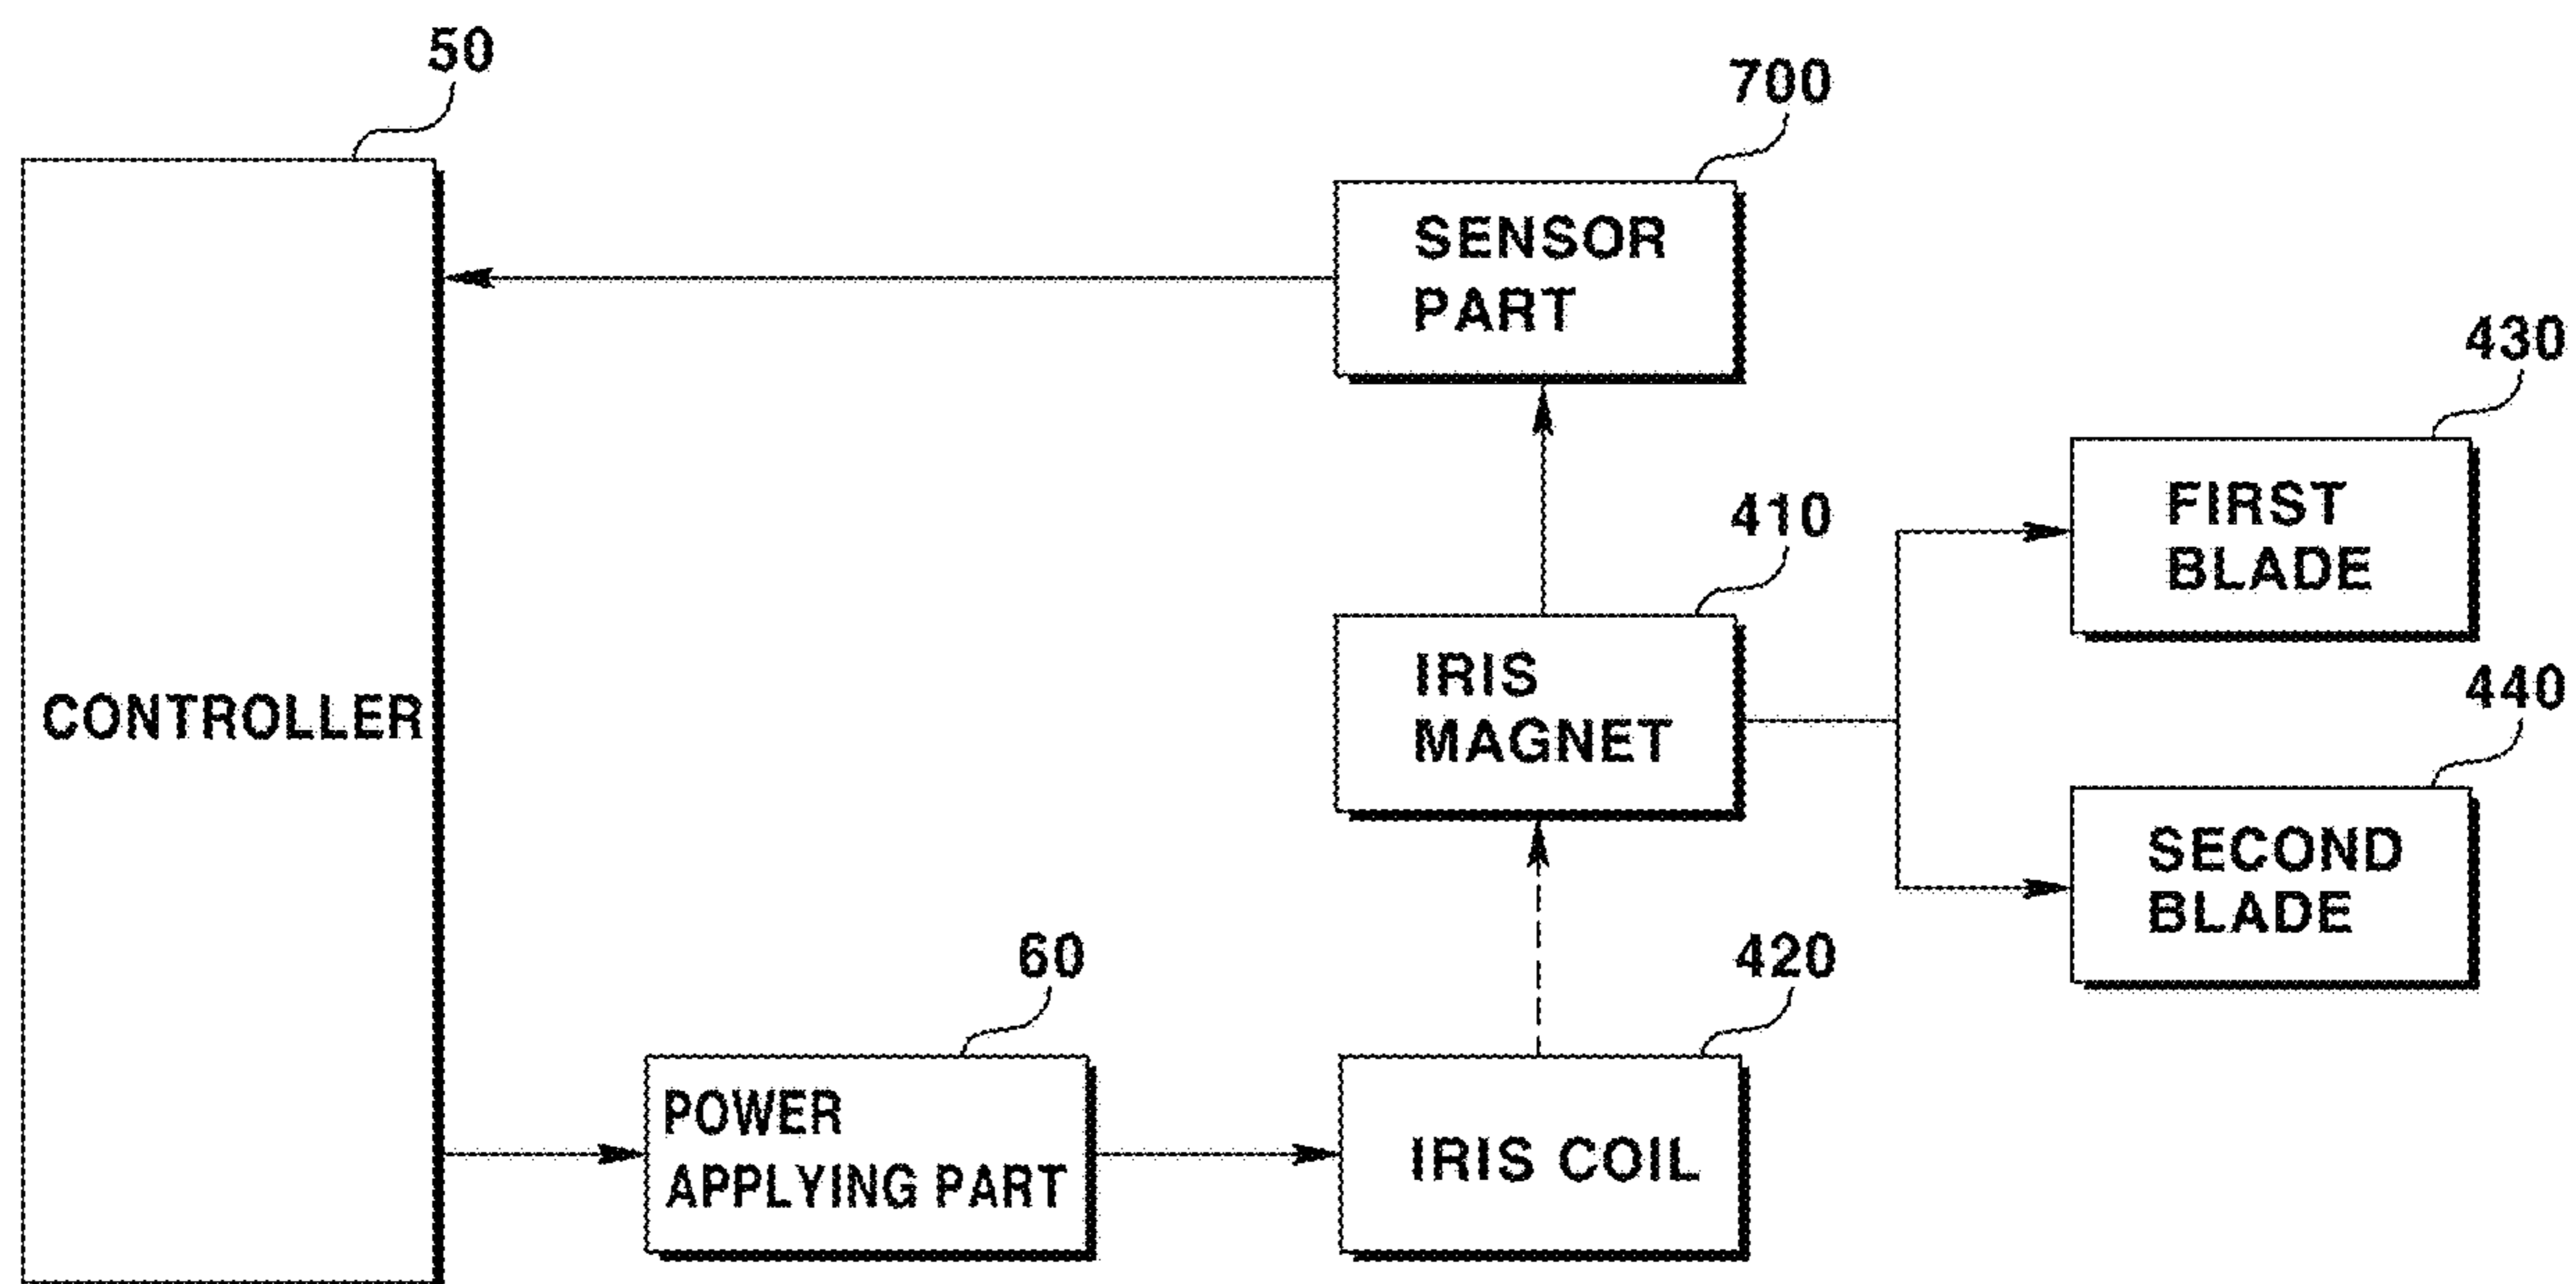 50
700
SENSOR
PART
430
FIRST
BLADE
410
IRIS
MAGNET
440
SECOND
BLADE
CONTROLLER
60
POWER
APPLYING PART
420
IRIS COIL